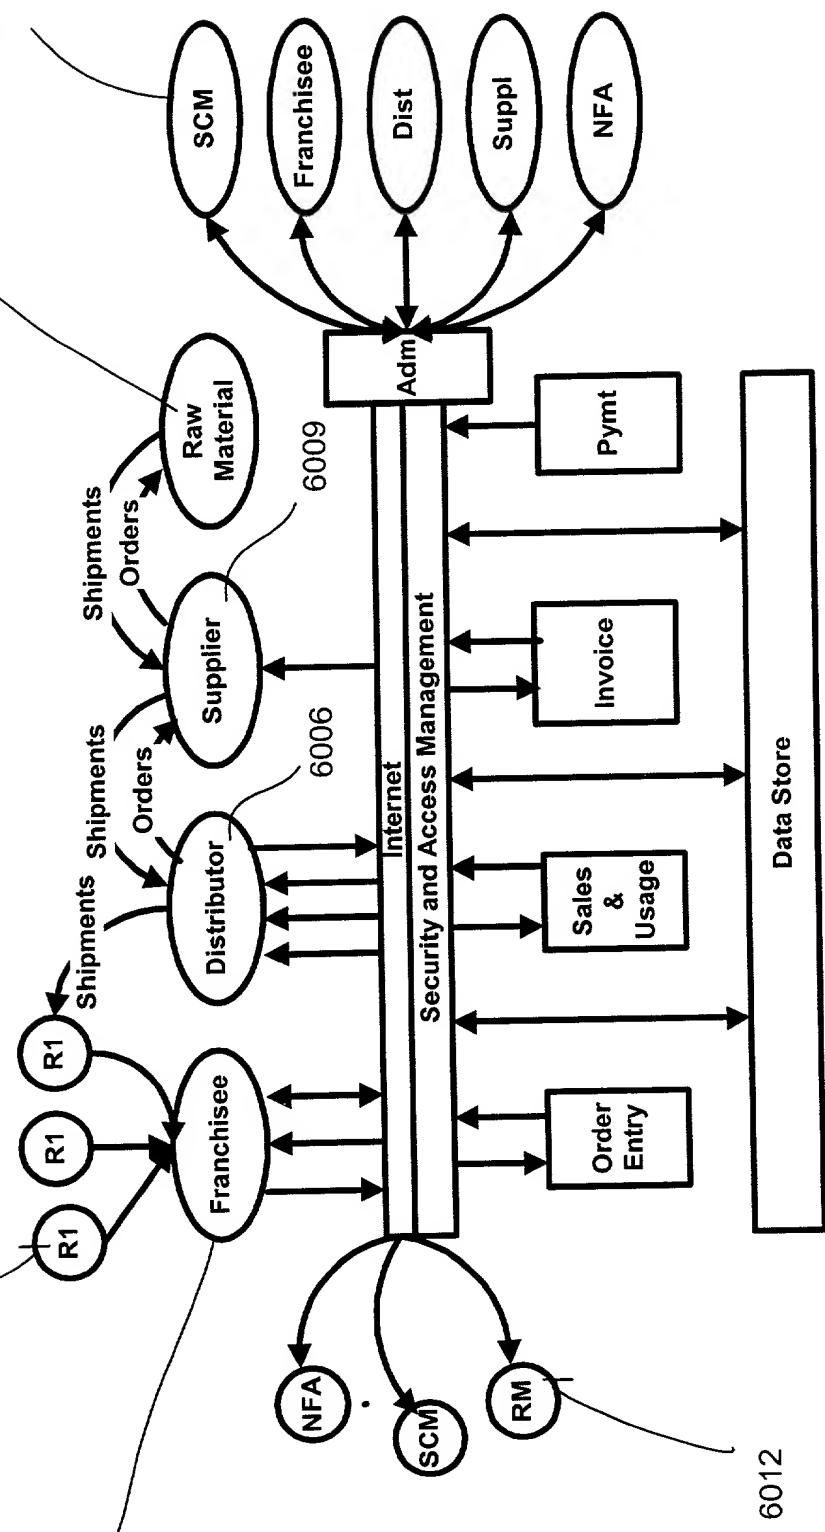 R1
R1
R1
Shipments
Shipments
Orders
Shipments
Orders
Franchisee
Distributor
Supplier
Raw
Material
6006
6009
SCM
Franchisee
Dist
Suppl
NFA
NFA
SCM
RM
6012
Internet
Security and Access Management
Adm
Order
Entry
Sales
&
Usage
Invoice
Pymt
Data Store